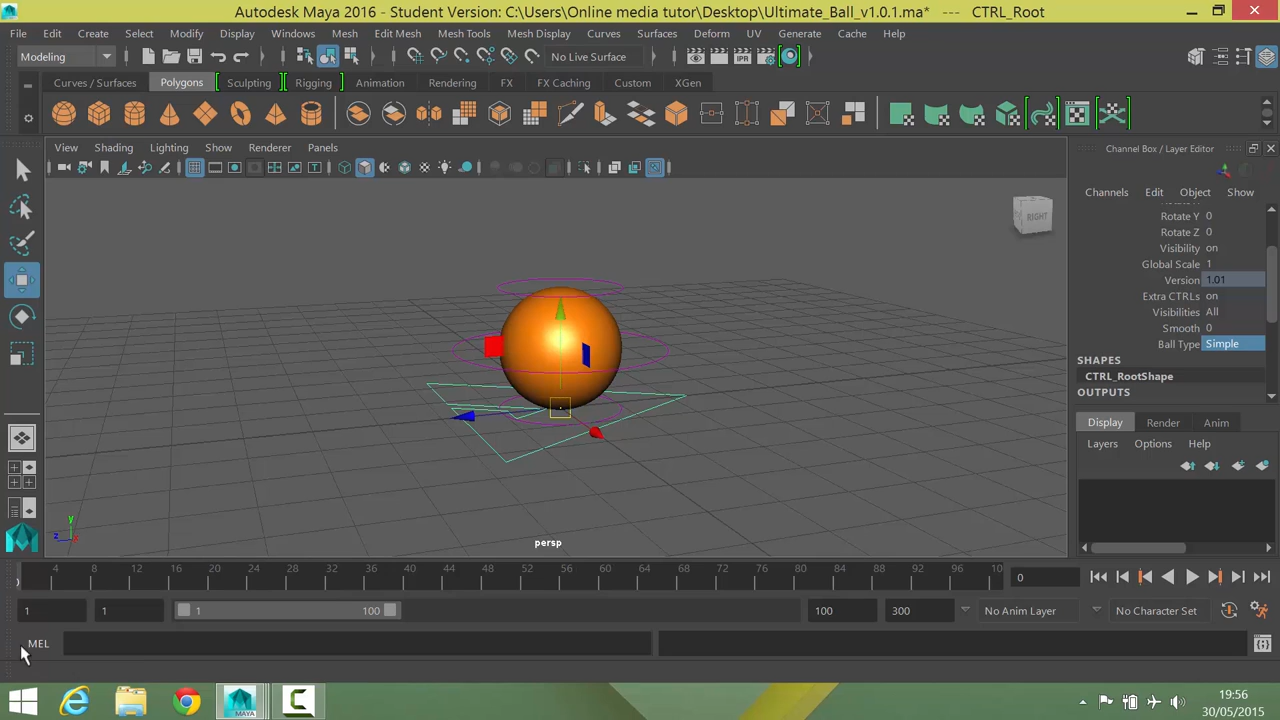 Autodesk Maya 2016 - Student Version: C:\Users\Online media tutor\Desktop\Ultimate_Ball_v1.0.1.ma* --- CTRL_Root
File Edit Create Select Modify Display Windows Mesh Edit Mesh Mesh Tools Mesh Display Curves Surfaces Deform UV Generate Cache Help
Modeling
No Live Surface
IPR
Curves / Surfaces Polygons Sculpting Rigging Animation Rendering FX FX Caching Custom XGen
View Shading Lighting Show Renderer Panels
Channel Box / Layer Editor
Channels Edit Object Show
RIGHT
Rotate Y 0
Rotate Z 0
Visibility on
Global Scale 1
Version 1.01
Extra CTRLs on
Visibilities All
Smooth 0
Ball Type Simple
SHAPES
CTRL_RootShape
OUTPUTS
Display Render Anim
Layers Options Help
y
z x
persp
4 8 12 16 20 24 28 32 36 40 44 48 52 56 60 64 68 72 76 80 84 88 92 96 10
0
1 1 1 100 100 300 No Anim Layer No Character Set
MEL
MAYA
19:56
30/05/2015